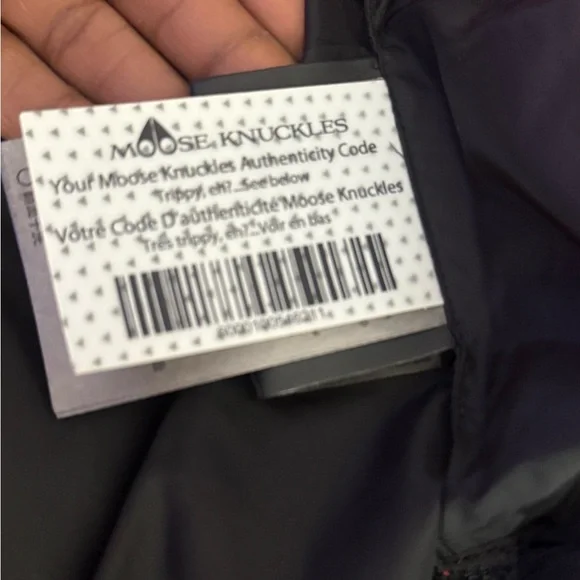 MOOSE KNUCKLES
Your Moose Knuckles Authenticity Code
Trippy, eh?...See below
Votre Code D'authenticité Moose Knuckles
Très trippy, eh? Voir en bas